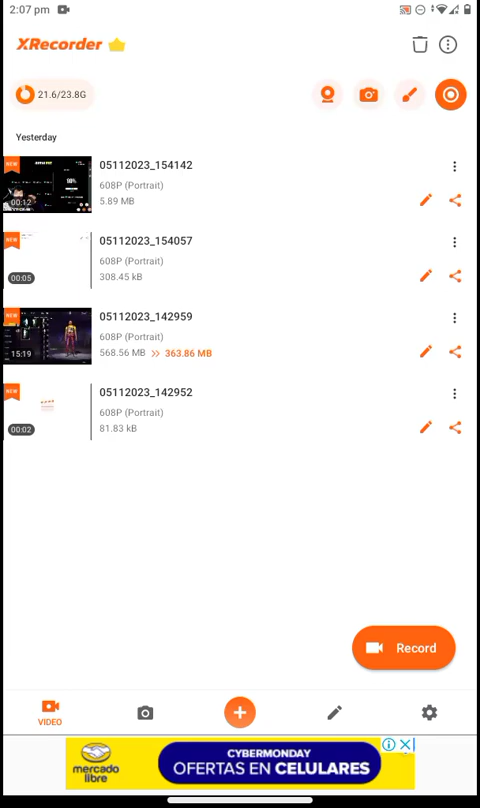 2:07 pm
XRecorder
21.6/23.8G
Yesterday
NEW
05112023_154142
608P (Portrait)
5.89 MB
00:12
NEW
05112023_154057
608P (Portrait)
308.45 kB
00:05
NEW
05112023_142959
608P (Portrait)
568.56 MB >> 363.86 MB
15:19
NEW
05112023_142952
608P (Portrait)
81.83 kB
00:02
Record
VIDEO
mercado
libre
CYBERMONDAY
OFERTAS EN CELULARES